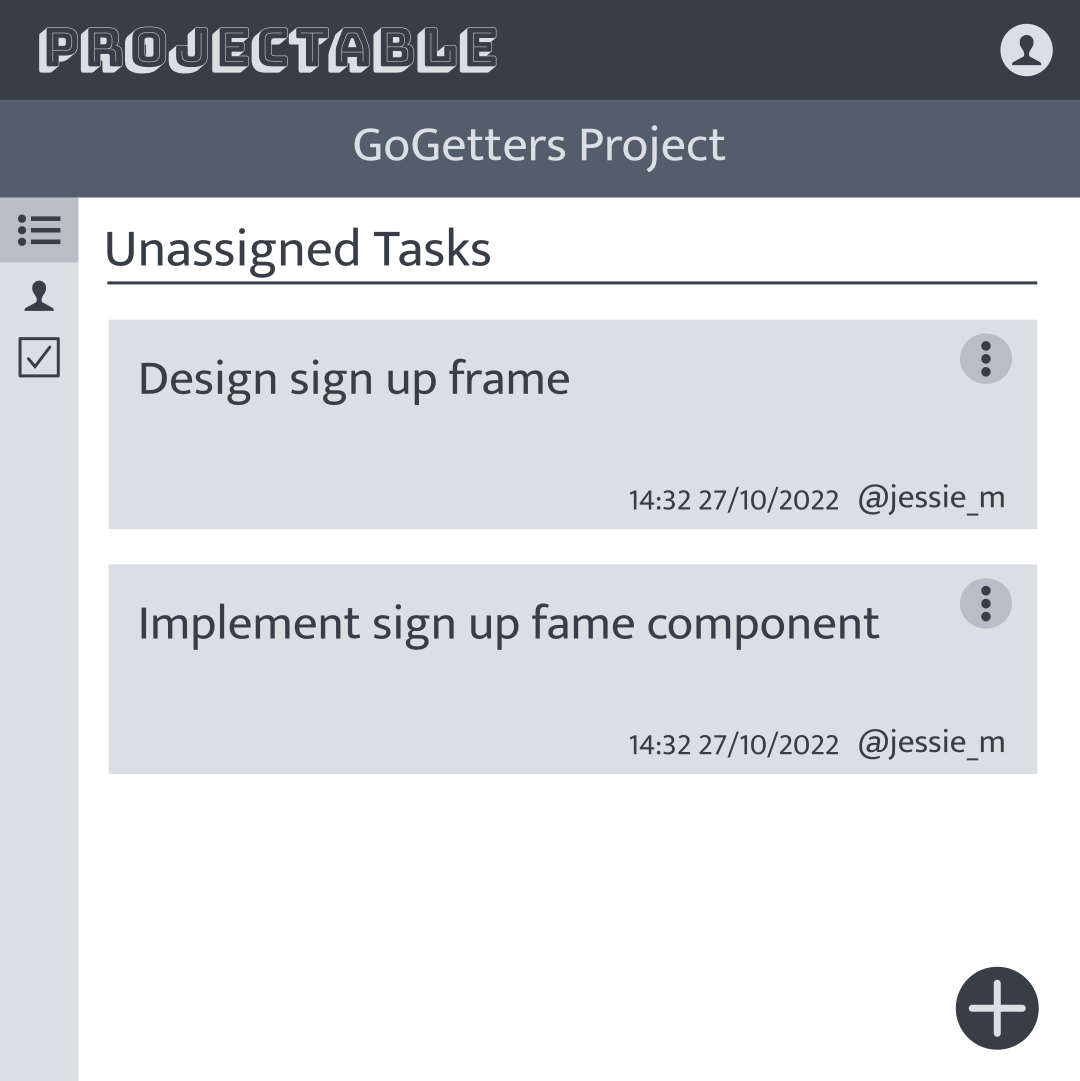 PROJECTABLE
GoGetters Project
Unassigned Tasks
Design sign up frame
14:32 27/10/2022 @jessie_m
Implement sign up fame component
14:32 27/10/2022 @jessie_m